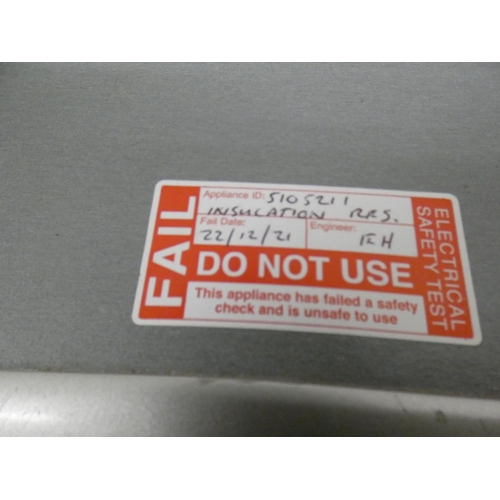 FAIL
Appliance ID: 5105211
INSULATION RES.
Fail Date: Engineer:
22/12/21
DO NOT USE
This appliance has failed a safety
check and is unsafe to use
ELECTRICAL
SAFETY TEST